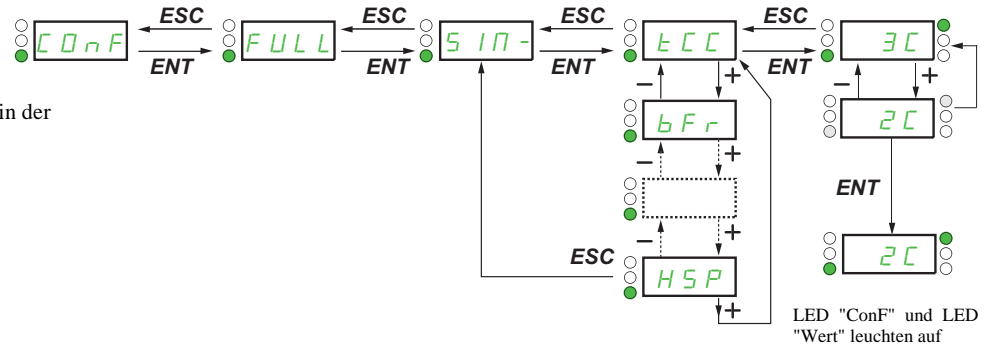 ESC ESC ESC ESC
COnF FULL SIM- tCC 3C
ENT ENT ENT ENT
in der
- + - +
bFr 2C
- +
ENT
- +
ESC
HSP 2C
+
LED "ConF" und LED
"Wert" leuchten auf